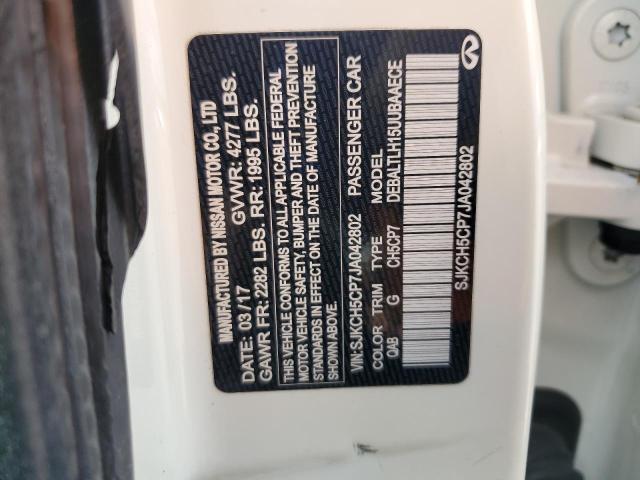 MANUFACTURED BY NISSAN MOTOR CO., LTD
DATE: 03 /17 GVWR: 4277 LBS.
GAWR FR: 2282 LBS. RR: 1995 LBS.
THIS VEHICLE CONFORMS TO ALL APPLICABLE FEDERAL
MOTOR VEHICLE SAFETY, BUMPER AND THEFT PREVENTION
STANDARDS IN EFFECT ON THE DATE OF MANUFACTURE
SHOWN ABOVE.
VIN: SJKCH5CP7JA042802 PASSENGER CAR
COLOR TRIM TYPE MODEL
QAB G CH5CP7 DEBALTLH15UUBAAECE
SJKCH5CP7JA042802